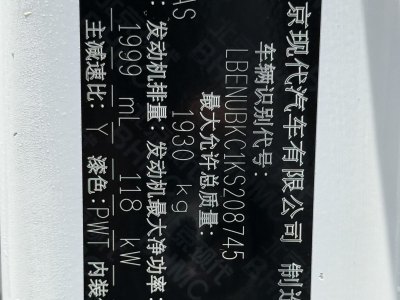 京现代汽车有限公司 制造
车辆识别代号:
LBENUBKC1KS208745
最大允许总质量:
AS 1930 kg
发动机排量: 发动机最大净功率:
1999 mL 118 kW
主减速比: Y 漆色:PWT 内装